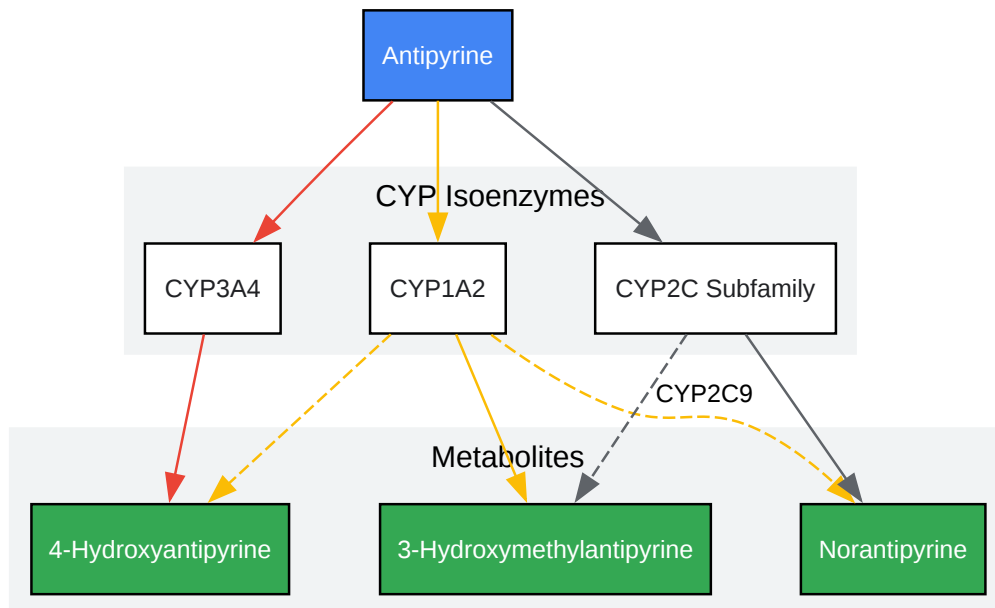 Antipyrine
CYP Isoenzymes
CYP3A4
CYP1A2
CYP2C Subfamily
CYP2C9
Metabolites
4-Hydroxyantipyrine
3-Hydroxymethylantipyrine
Norantipyrine